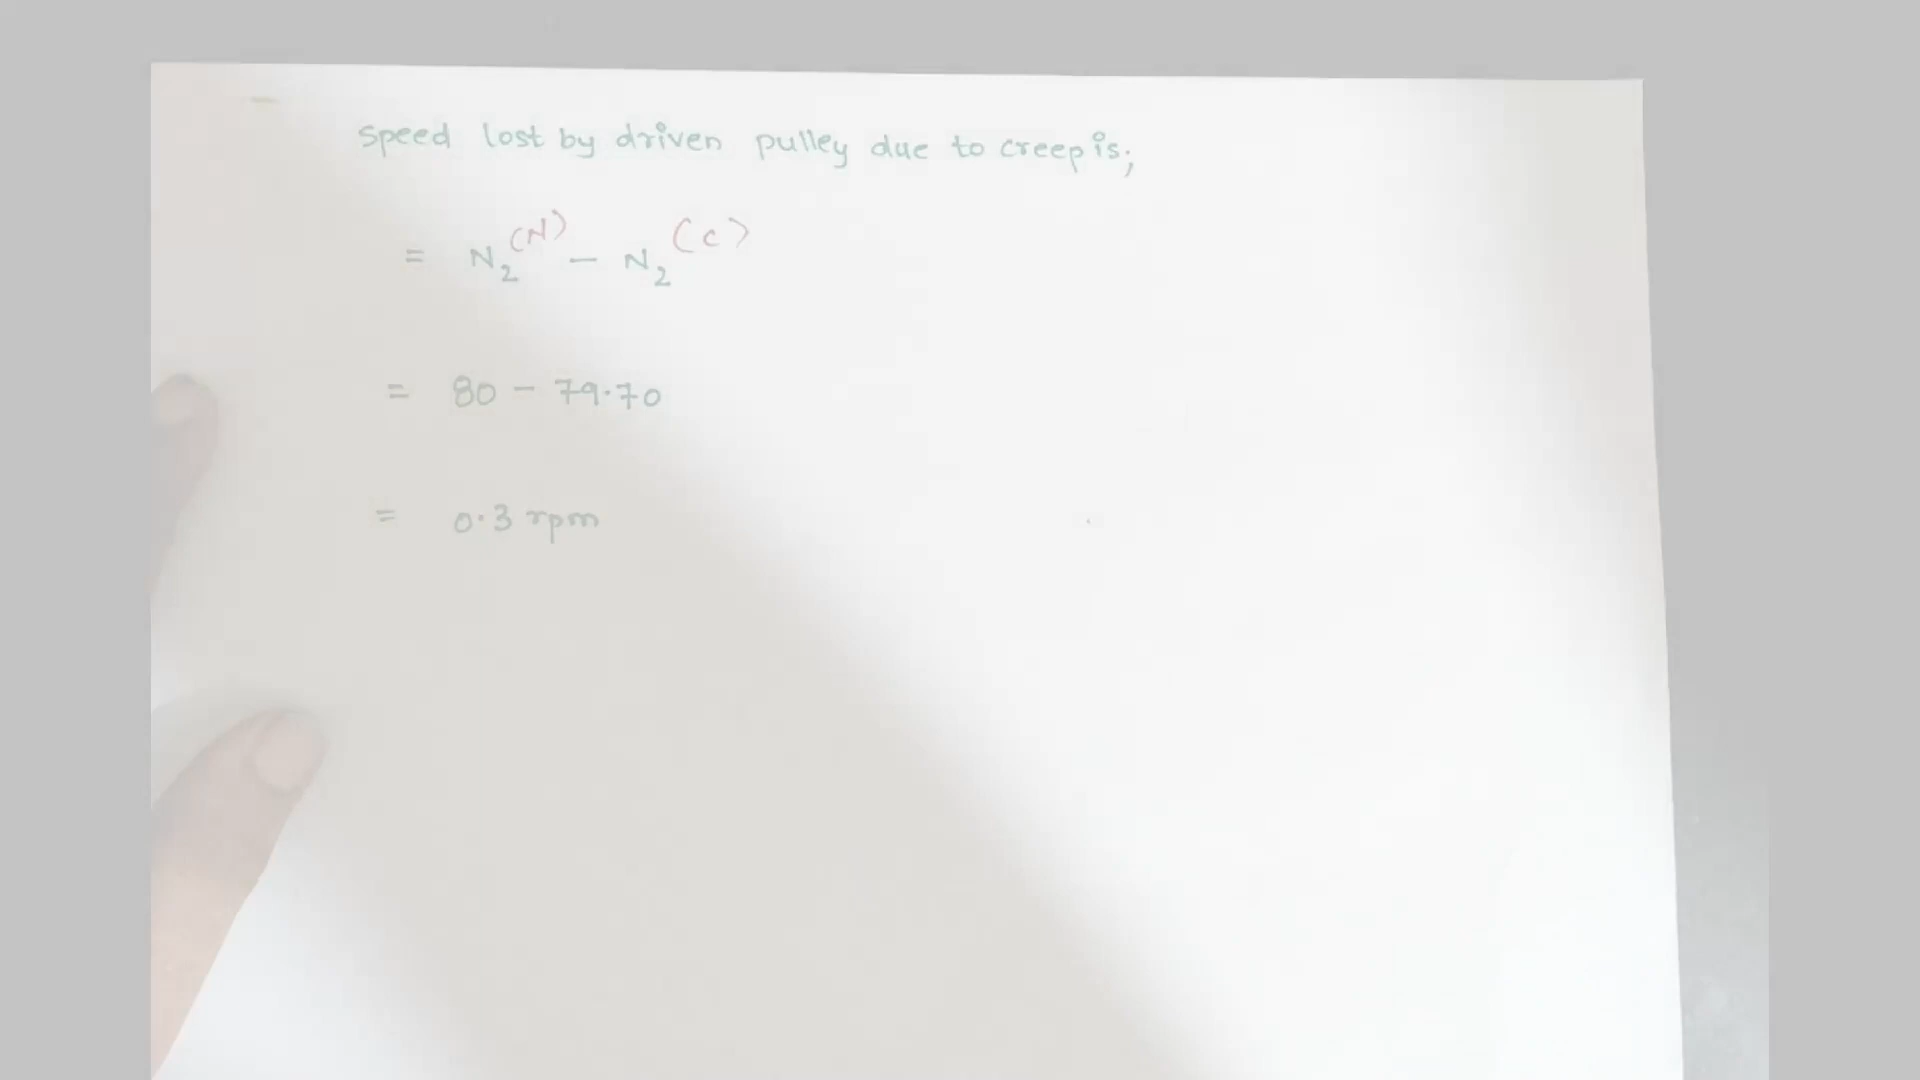 speed lost by driven pulley due to creep is;
= N₂⁽ᴺ⁾ − N₂⁽ᶜ⁾
= 80 − 79.70
= 0.3 rpm